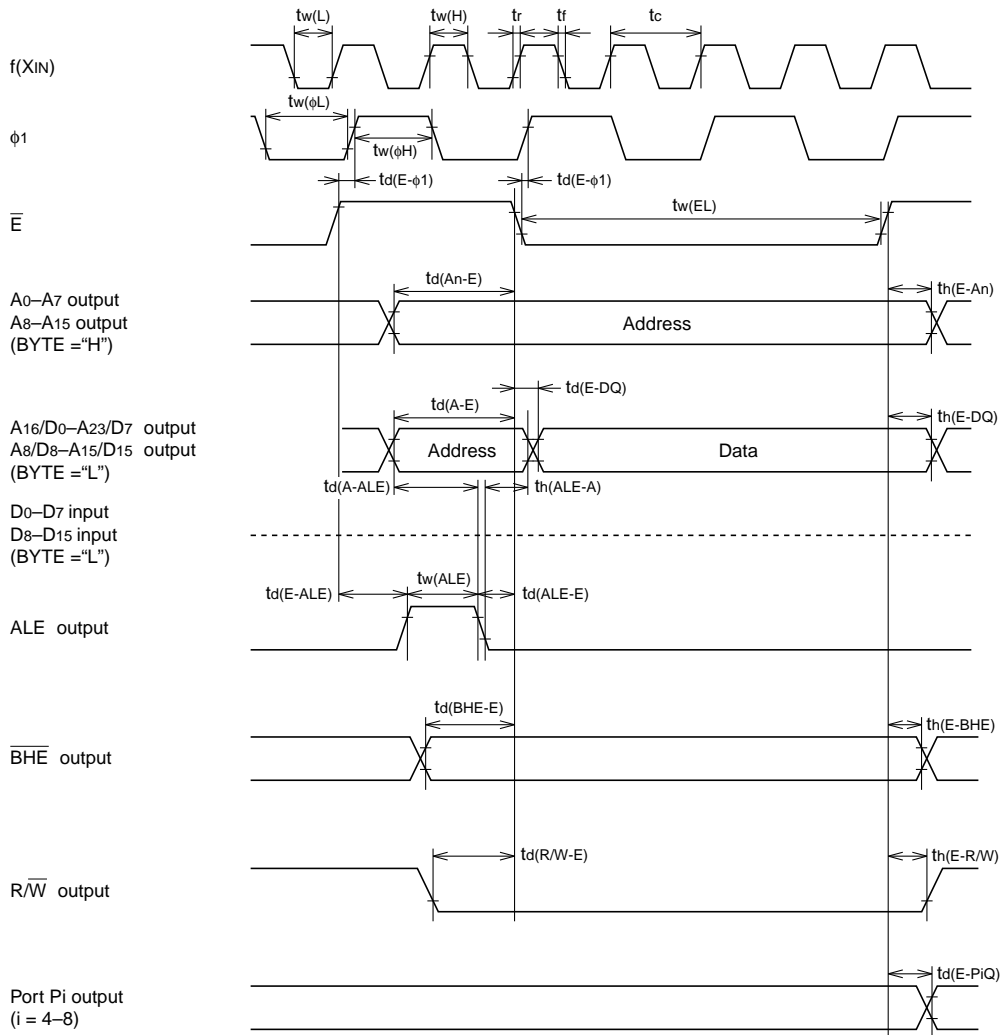 tw(L) tw(H) tr tf tc
f(XIN)
tw(ϕL)
ϕ1
tw(ϕH)
td(E-ϕ1) td(E-ϕ1)
tw(EL)
E̅
td(An-E) th(E-An)
A0–A7 output
A8–A15 output
(BYTE =“H”)
Address
td(E-DQ)
td(A-E) th(E-DQ)
A16/D0–A23/D7 output
A8/D8–A15/D15 output
(BYTE =“L”)
Address Data
td(A-ALE) th(ALE-A)
D0–D7 input
D8–D15 input
(BYTE =“L”)
tw(ALE)
td(E-ALE) td(ALE-E)
ALE output
td(BHE-E) th(E-BHE)
B̅H̅E̅ output
td(R/W-E) th(E-R/W)
R/W̅ output
td(E-PiQ)
Port Pi output
(i = 4–8)